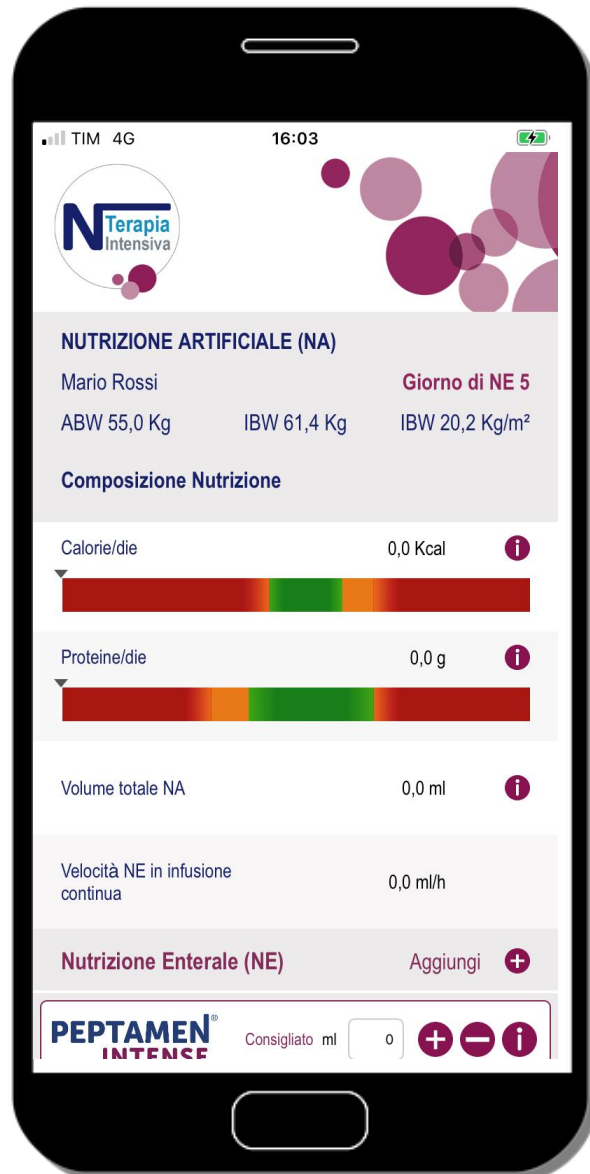 TIM 4G 16:03
N Terapia
Intensiva
NUTRIZIONE ARTIFICIALE (NA)
Mario Rossi Giorno di NE 5
ABW 55,0 Kg IBW 61,4 Kg IBW 20,2 Kg/m²
Composizione Nutrizione
Calorie/die 0,0 Kcal i
Proteine/die 0,0 g i
Volume totale NA 0,0 ml i
Velocità NE in infusione
continua 0,0 ml/h
Nutrizione Enterale (NE) Aggiungi +
PEPTAMEN® Consigliato ml 0 + − i
INTENSE